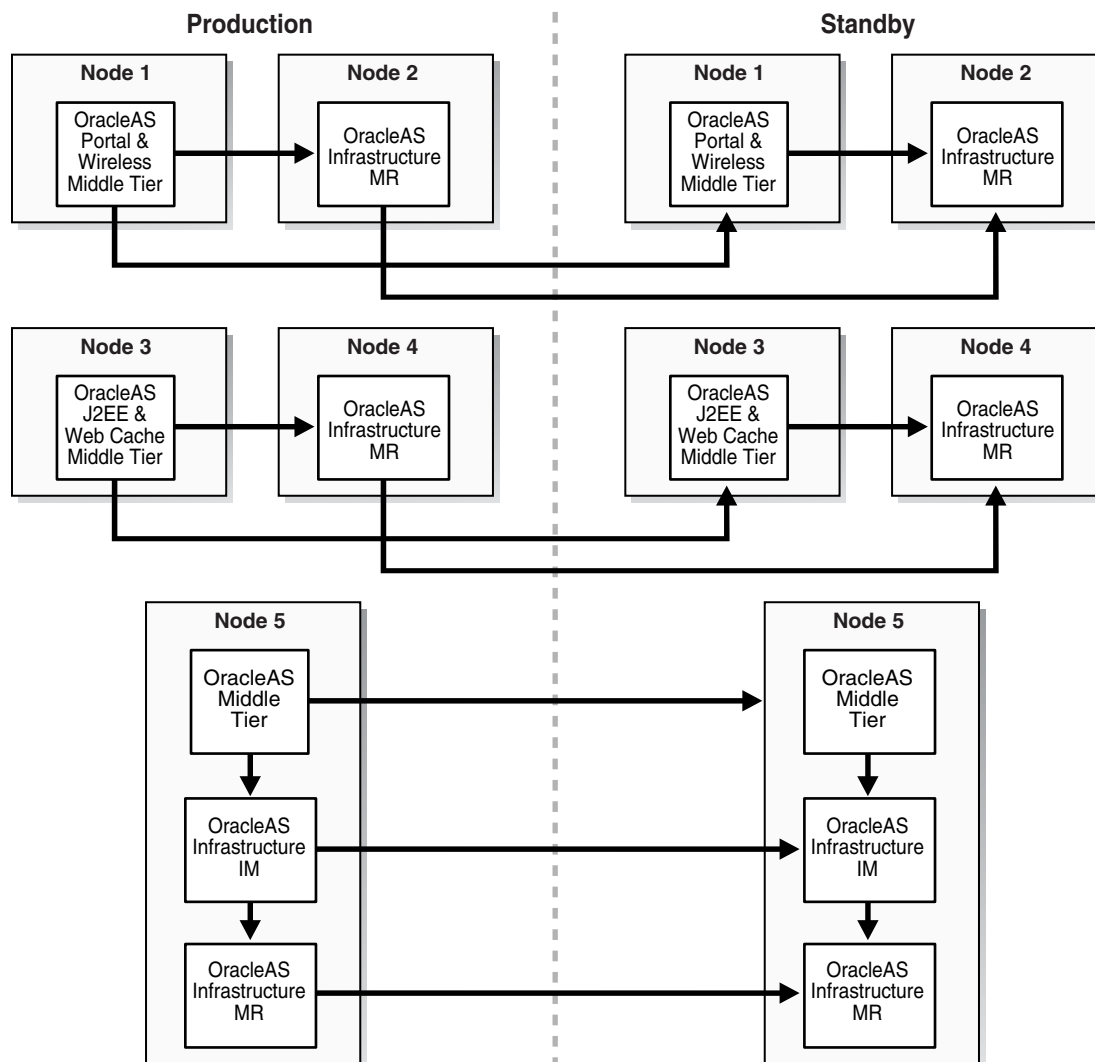 Production
Standby
Node 1
OracleAS
Portal &
Wireless
Middle Tier
Node 2
OracleAS
Infrastructure
MR
Node 1
OracleAS
Portal &
Wireless
Middle Tier
Node 2
OracleAS
Infrastructure
MR
Node 3
OracleAS
J2EE &
Web Cache
Middle Tier
Node 4
OracleAS
Infrastructure
MR
Node 3
OracleAS
J2EE &
Web Cache
Middle Tier
Node 4
OracleAS
Infrastructure
MR
Node 5
OracleAS
Middle
Tier
OracleAS
Infrastructure
IM
OracleAS
Infrastructure
MR
Node 5
OracleAS
Middle
Tier
OracleAS
Infrastructure
IM
OracleAS
Infrastructure
MR